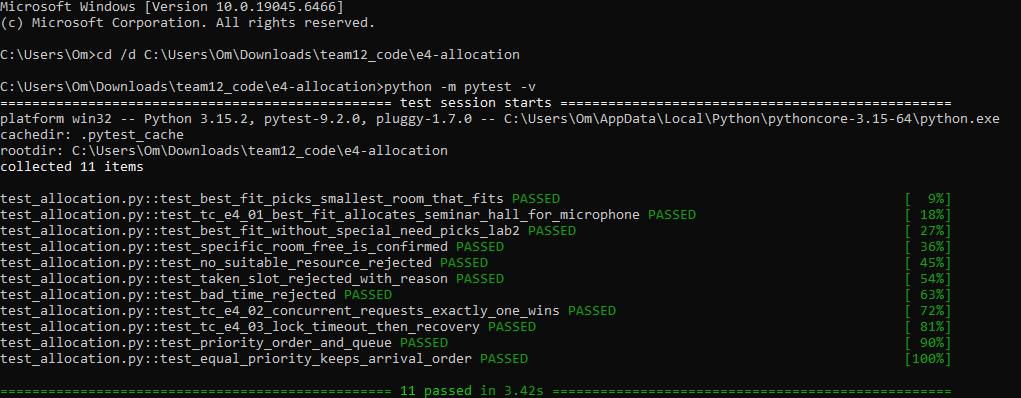 Microsoft Windows [Version 10.0.19045.6466]
(c) Microsoft Corporation. All rights reserved.
C:\Users\Om>cd /d C:\Users\Om\Downloads\team12_code\e4-allocation
C:\Users\Om\Downloads\team12_code\e4-allocation>python -m pytest -v
================================================= test session starts =================================================
platform win32 -- Python 3.15.2, pytest-9.2.0, pluggy-1.7.0 -- C:\Users\Om\AppData\Local\Python\pythoncore-3.15-64\python.exe
cachedir: .pytest_cache
rootdir: C:\Users\Om\Downloads\team12_code\e4-allocation
collected 11 items
test_allocation.py::test_best_fit_picks_smallest_room_that_fits PASSED [  9%]
test_allocation.py::test_tc_e4_01_best_fit_allocates_seminar_hall_for_microphone PASSED [ 18%]
test_allocation.py::test_best_fit_without_special_need_picks_lab2 PASSED [ 27%]
test_allocation.py::test_specific_room_free_is_confirmed PASSED [ 36%]
test_allocation.py::test_no_suitable_resource_rejected PASSED [ 45%]
test_allocation.py::test_taken_slot_rejected_with_reason PASSED [ 54%]
test_allocation.py::test_bad_time_rejected PASSED [ 63%]
test_allocation.py::test_tc_e4_02_concurrent_requests_exactly_one_wins PASSED [ 72%]
test_allocation.py::test_tc_e4_03_lock_timeout_then_recovery PASSED [ 81%]
test_allocation.py::test_priority_order_and_queue PASSED [ 90%]
test_allocation.py::test_equal_priority_keeps_arrival_order PASSED [100%]
================================================= 11 passed in 3.42s ==================================================